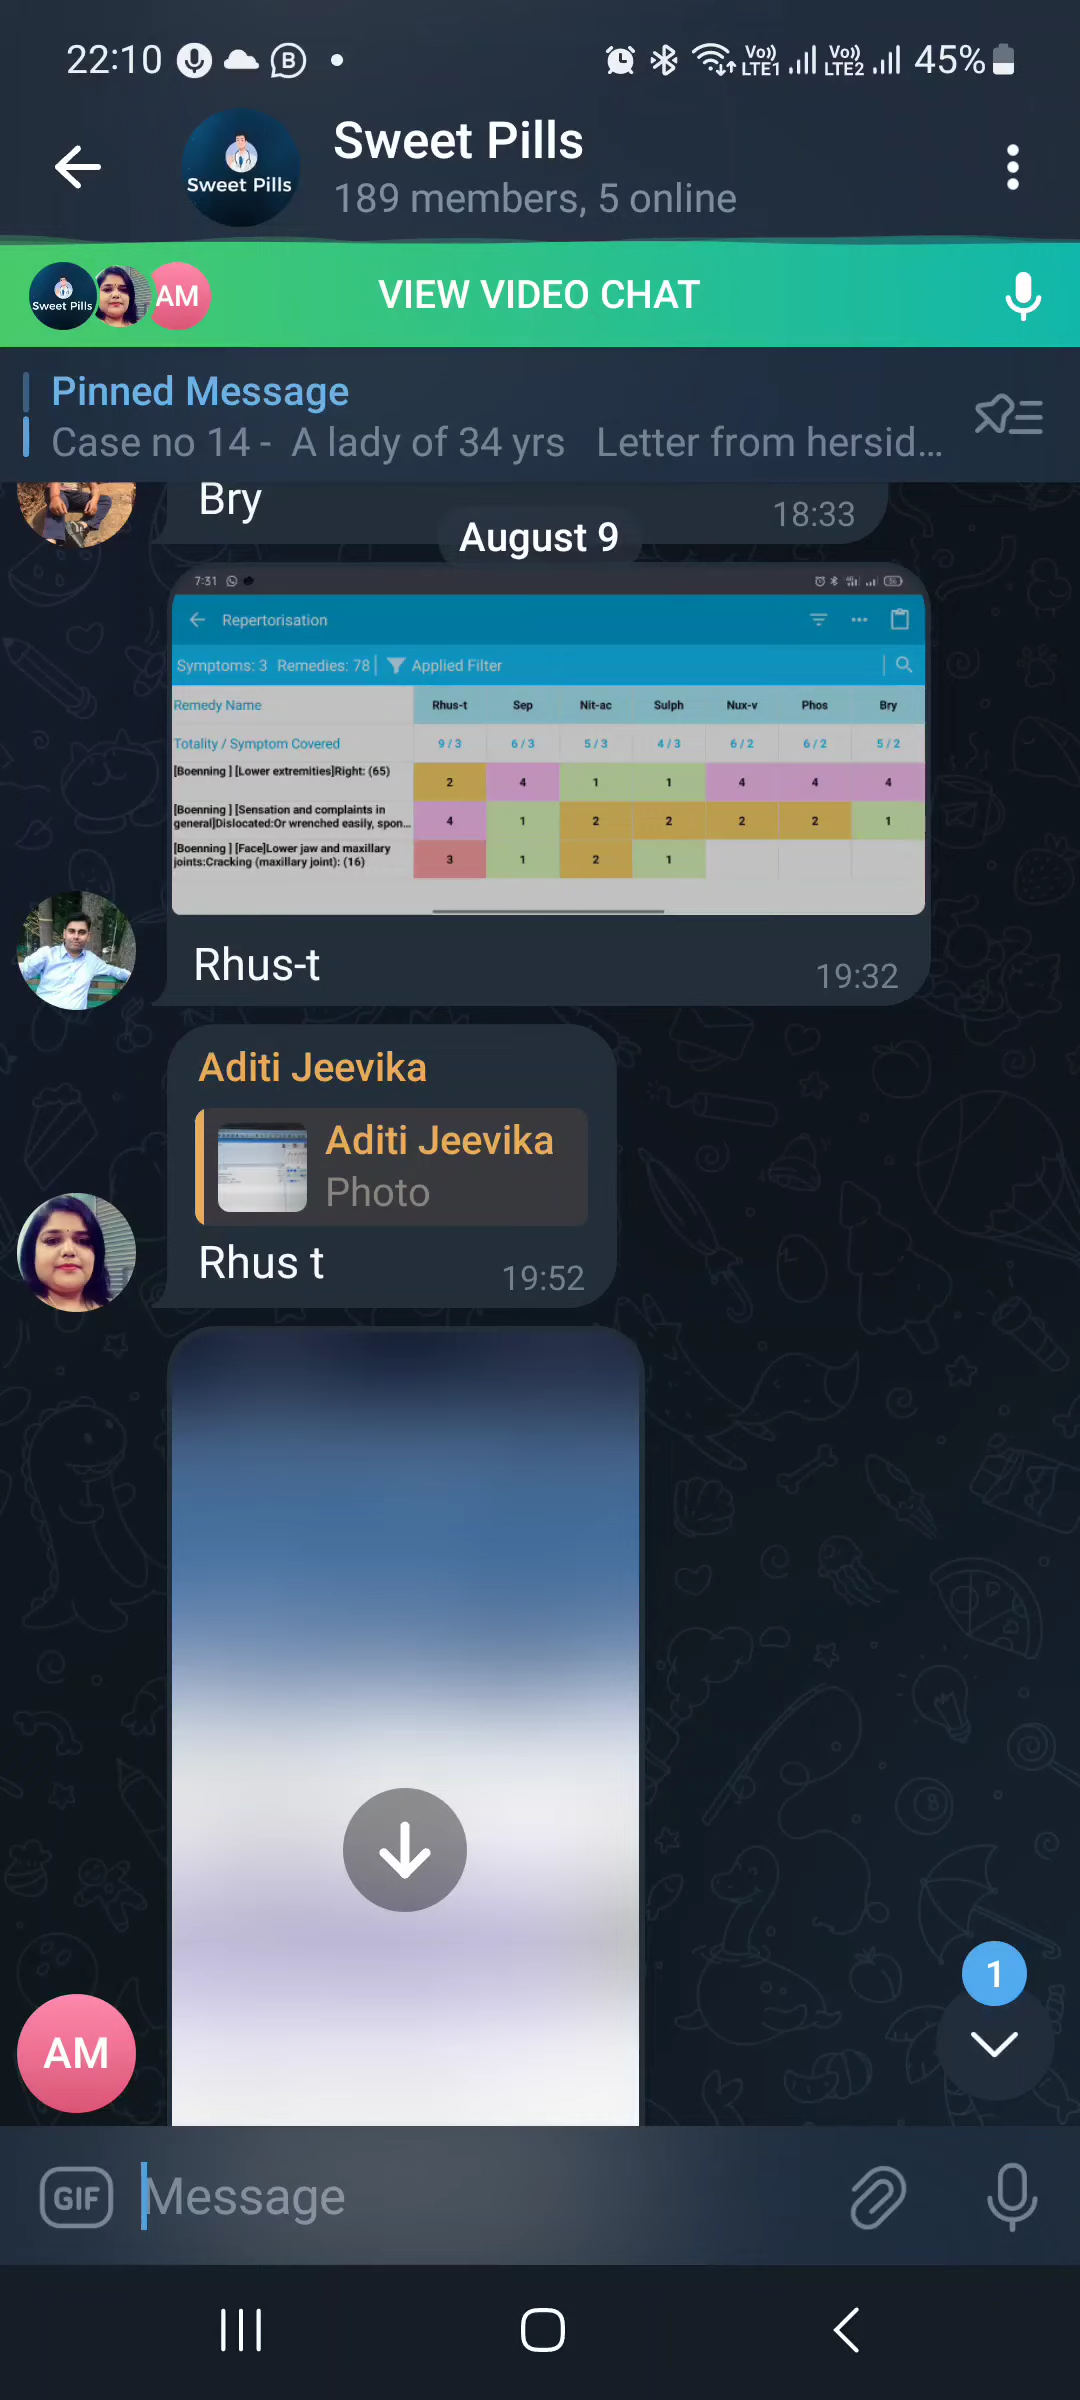 22:10
B
Vo)) LTE1
Vo)) LTE2
45%
Sweet Pills
Sweet Pills
189 members, 5 online
Sweet Pills
AM
VIEW VIDEO CHAT
Pinned Message
Case no 14 - A lady of 34 yrs Letter from hersid...
Bry
18:33
August 9
7:31
Repertorisation
Symptoms: 3 Remedies: 78 Applied Filter
Remedy Name Rhus-t Sep Nit-ac Sulph Nux-v Phos Bry
Totality / Symptom Covered 9 / 3 6 / 3 5 / 3 4 / 3 6 / 2 6 / 2 5 / 2
[Boenning ] [Lower extremities]Right: (65) 2 4 1 1 4 4 4
[Boenning ] [Sensation and complaints in
general]Dislocated:Or wrenched easily, spon... 4 1 2 2 2 2 1
[Boenning ] [Face]Lower jaw and maxillary
joints:Cracking (maxillary joint): (16) 3 1 2 1
Rhus-t
19:32
Aditi Jeevika
Aditi Jeevika
Photo
Rhus t
19:52
1
AM
GIF
Message